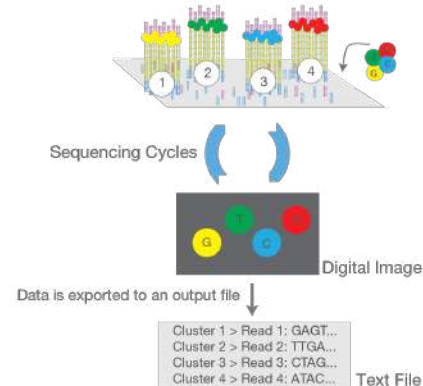 1
2
3
4
G
C
Sequencing Cycles
T
G
C
Digital Image
Data is exported to an output file
Cluster 1 > Read 1: GAGT...
Cluster 2 > Read 2: TTGA...
Cluster 3 > Read 3: CTAG...
Cluster 4 > Read 4: ATAC...
Text File